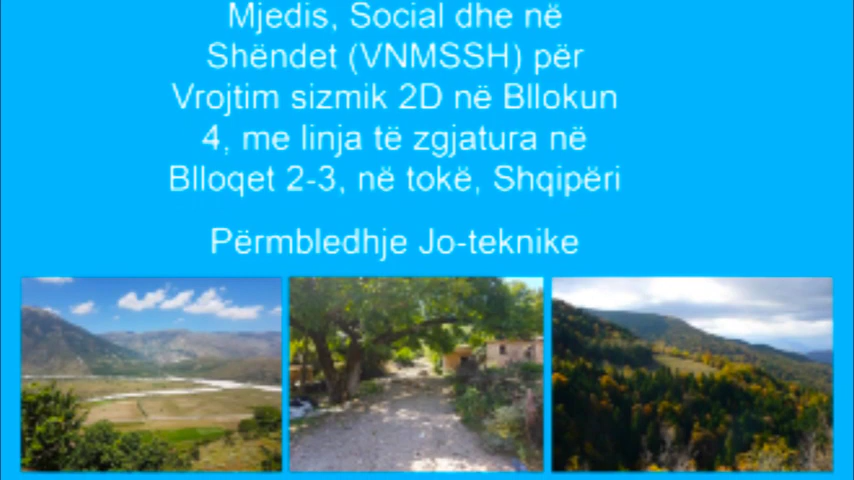 Mjedis, Social dhe në
Shëndet (VNMSSH) për
Vrojtim sizmik 2D në Bllokun
4, me linja të zgjatura në
Blloqet 2-3, në tokë, Shqipëri
Përmbledhje Jo-teknike